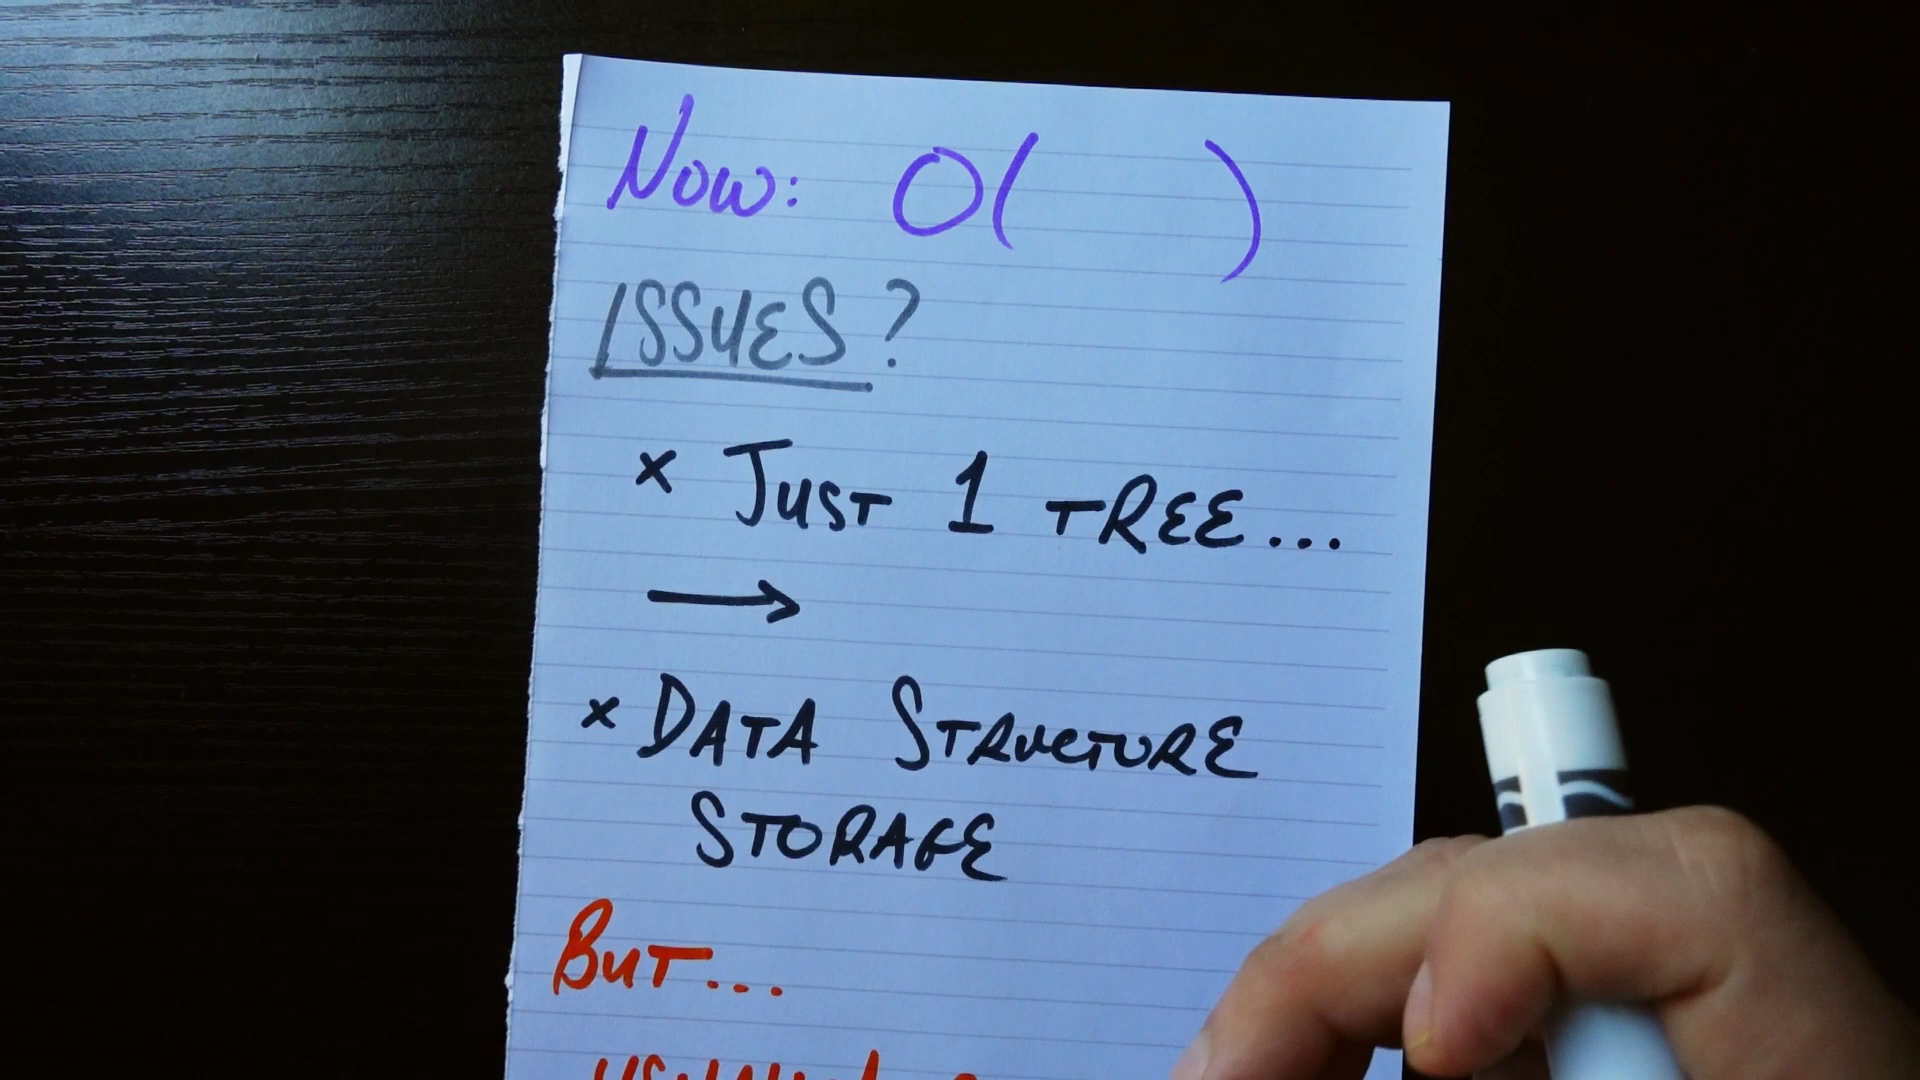 Now: O( )
ISSUES?
x JUST 1 TREE...
→
x DATA STRUCTURE
STORAGE
BUT...